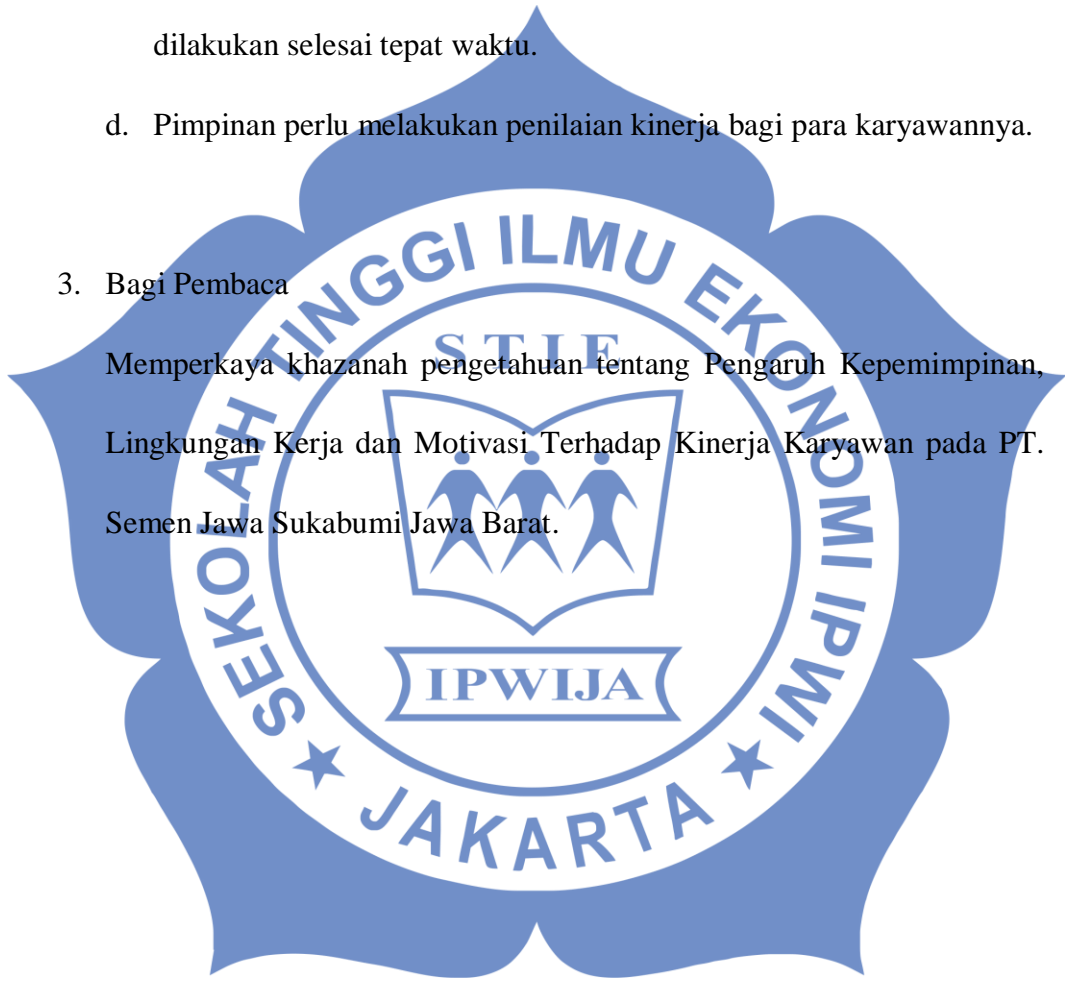 dilakukan selesai tepat waktu.
d. Pimpinan perlu melakukan penilaian kinerja bagi para karyawannya.
3. Bagi Pembaca
Memperkaya khazanah pengetahuan tentang Pengaruh Kepemimpinan,
Lingkungan Kerja dan Motivasi Terhadap Kinerja Karyawan pada PT.
Semen Jawa Sukabumi Jawa Barat.
SEKOLAH TINGGI ILMU EKONOMI IPWI
STIE
IPWIJA
JAKARTA